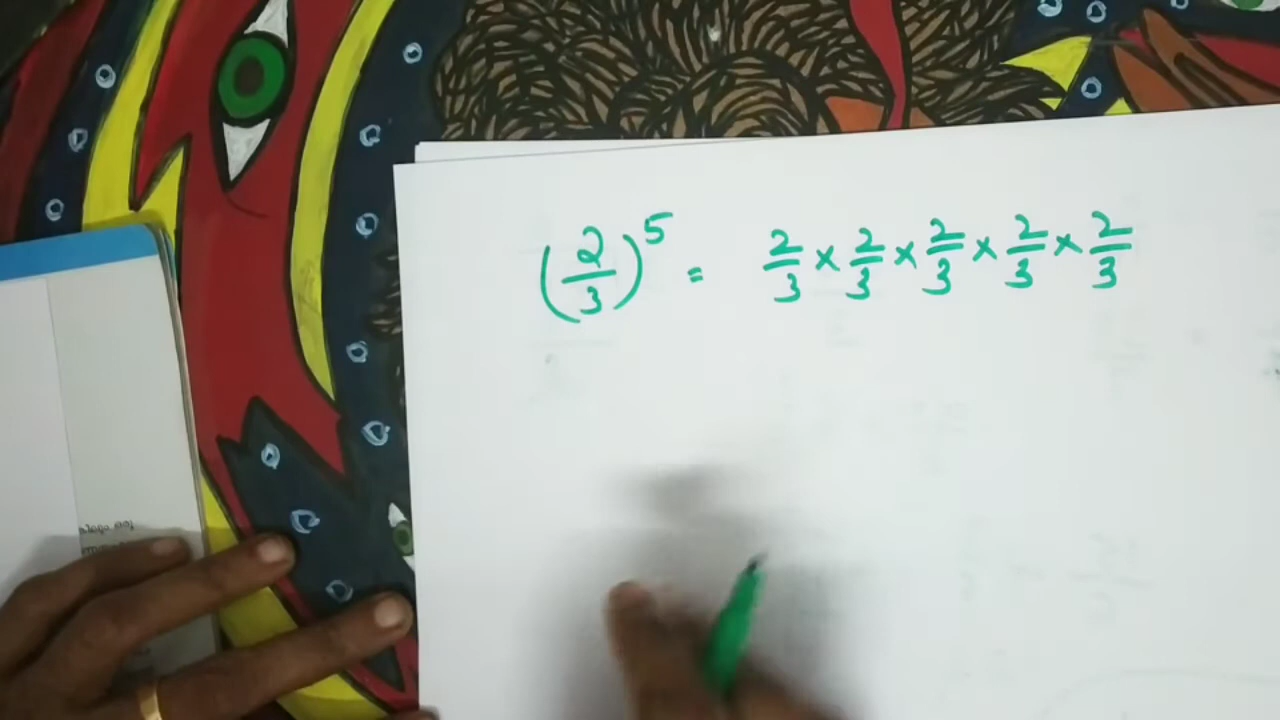 (2/3)^5 = 2/3 × 2/3 × 2/3 × 2/3 × 2/3